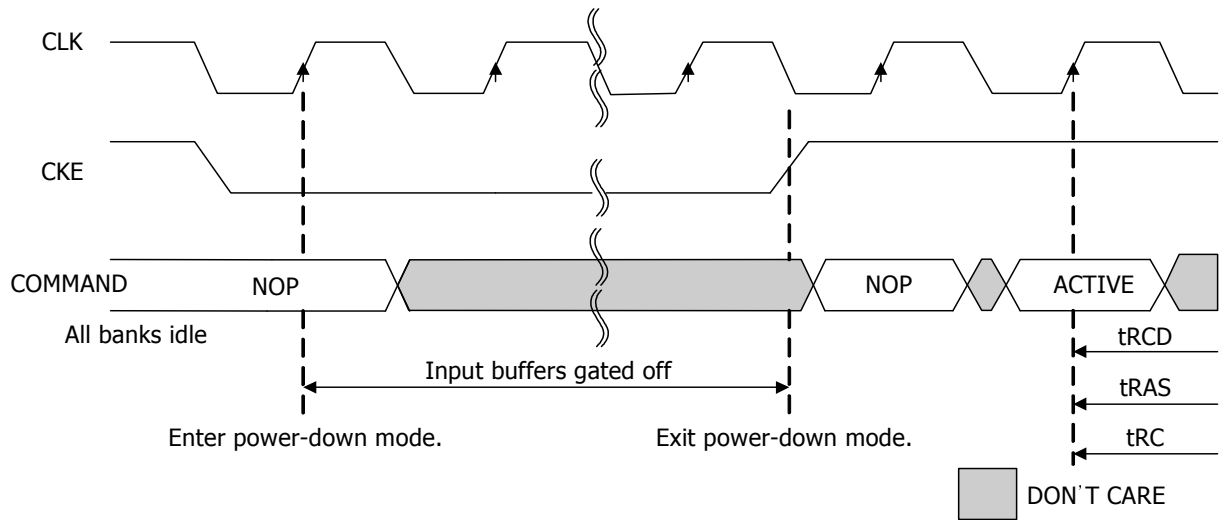 CLK
CKE
COMMAND
NOP
NOP
ACTIVE
All banks idle
tRCD
Input buffers gated off
tRAS
Enter power-down mode.
Exit power-down mode.
tRC
DON'T CARE